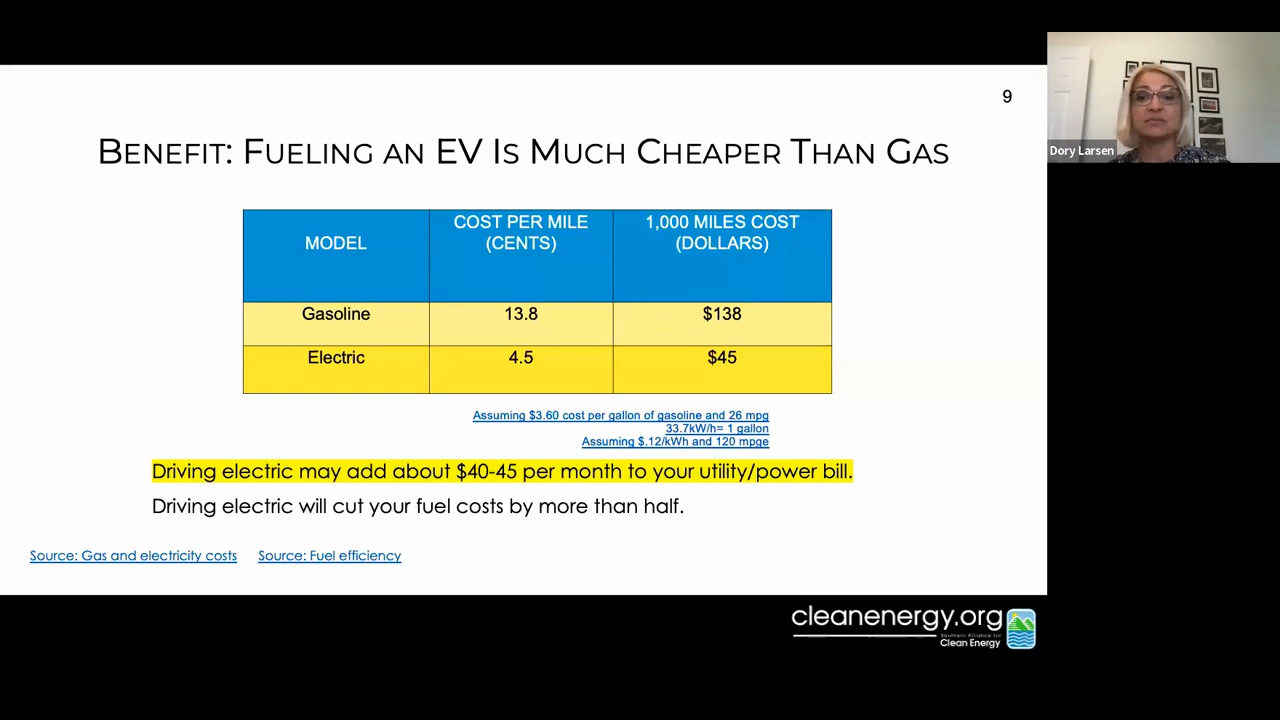 9
BENEFIT: FUELING AN EV IS MUCH CHEAPER THAN GAS
MODEL
COST PER MILE
(CENTS)
1,000 MILES COST
(DOLLARS)
Gasoline
13.8
$138
Electric
4.5
$45
Assuming $3.60 cost per gallon of gasoline and 26 mpg
33.7kW/h= 1 gallon
Assuming $.12/kWh and 120 mpge
Driving electric may add about $40-45 per month to your utility/power bill.
Driving electric will cut your fuel costs by more than half.
Source: Gas and electricity costs
Source: Fuel efficiency
cleanenergy.org
Southern Alliance for
Clean Energy
Dory Larsen